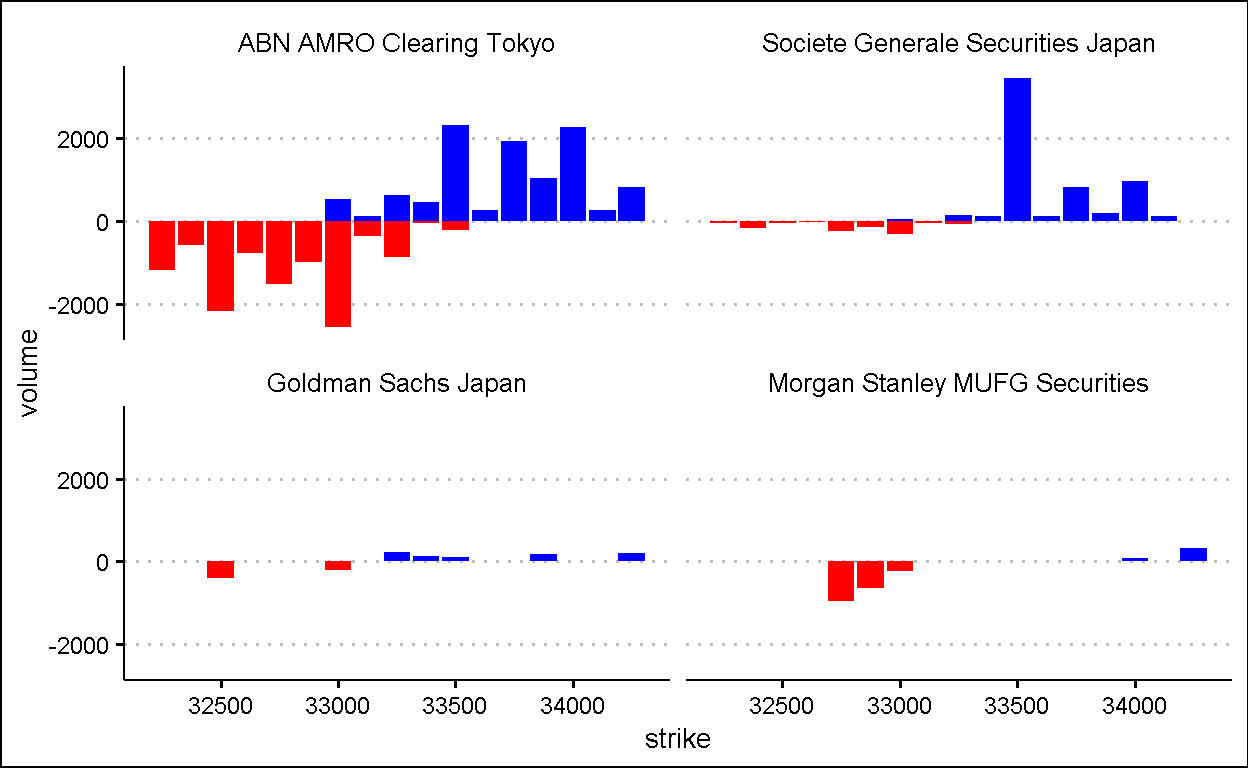 ABN AMRO Clearing Tokyo
Societe Generale Securities Japan
2000
0
-2000
volume
Goldman Sachs Japan
Morgan Stanley MUFG Securities
2000
0
-2000
32500 33000 33500 34000
32500 33000 33500 34000
strike